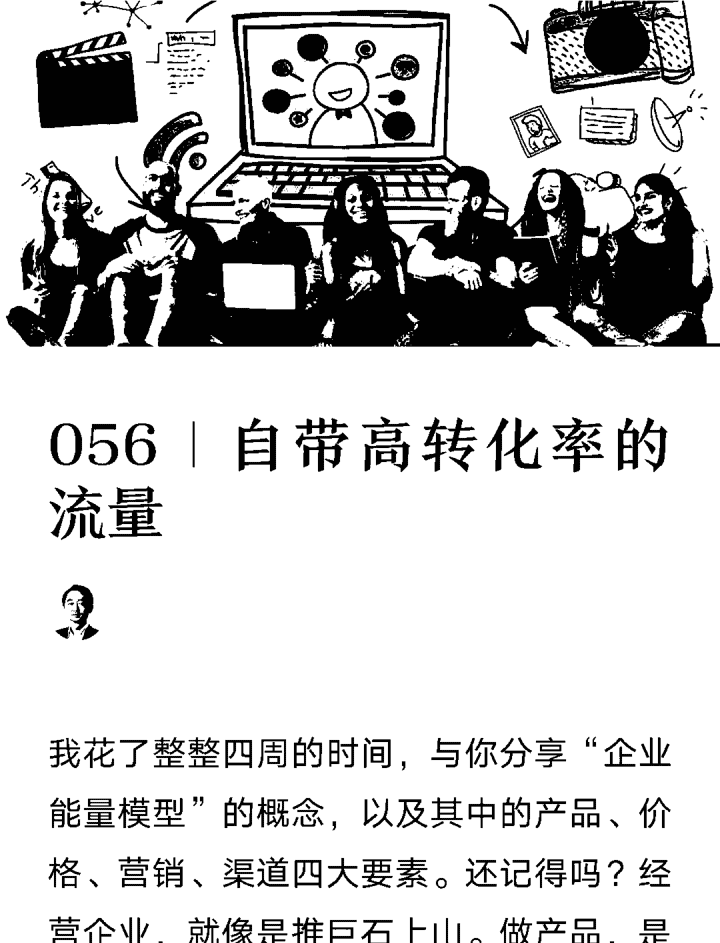 056 | 自带高转化率的
流量
我花了整整四周的时间，与你分享“企业
能量模型”的概念，以及其中的产品、价
格、营销、渠道四大要素。还记得吗？经
营企业，就像是推巨石上山。做产品，是